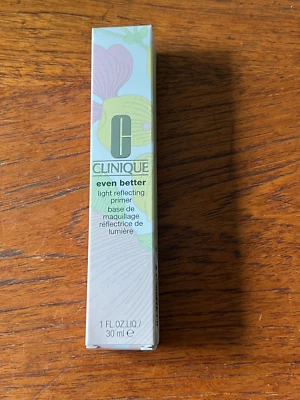 C
CLINIQUE
even better
light reflecting
primer
base de
maquillage
réflectrice de
lumière
1 FL.OZ.LIQ./
30 ml ℮